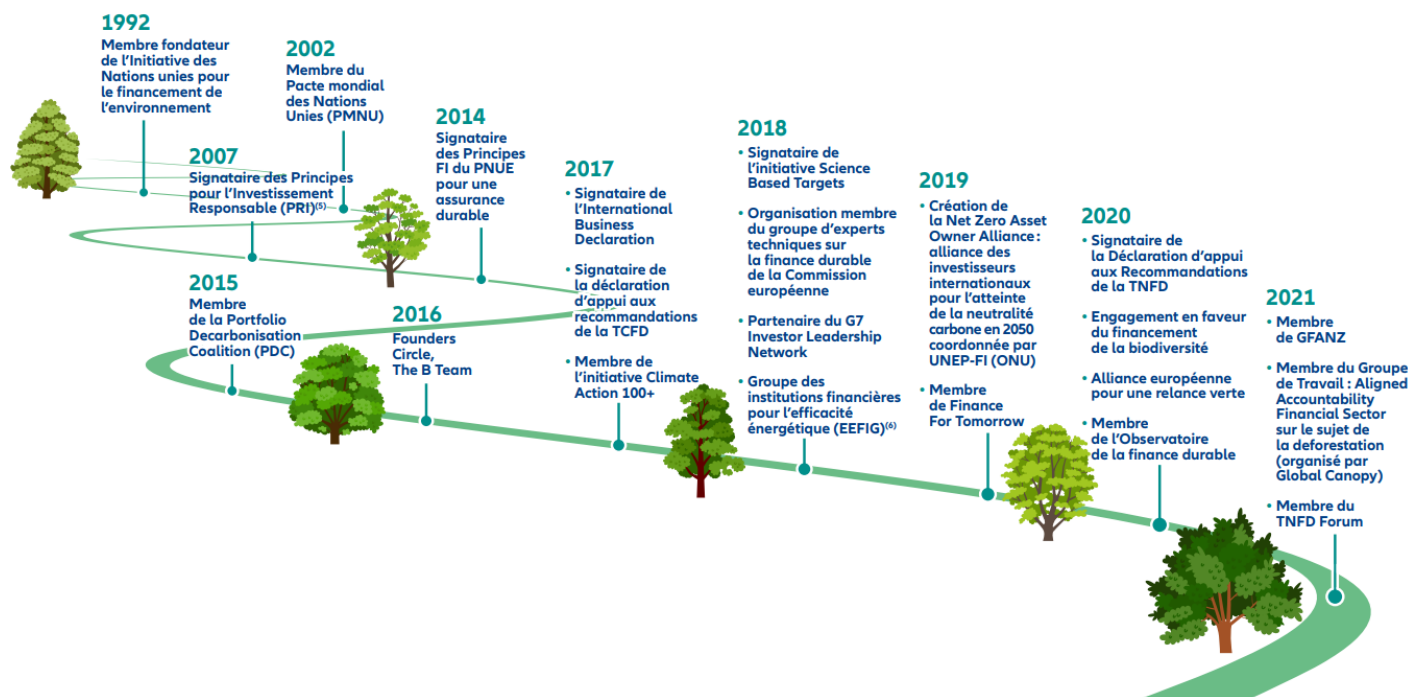 1992
Membre fondateur
de l'Initiative des
Nations unies pour
le financement de
l'environnement
2002
Membre du
Pacte mondial
des Nations
Unies (PMNU)
2007
Signataire des Principes
pour l'Investissement
Responsable (PRI)(5)
2014
Signataire
des Principes
FI du PNUE
pour une
assurance
durable
2015
Membre
de la Portfolio
Decarbonisation
Coalition (PDC)
2016
Founders
Circle,
The B Team
2017
• Signataire de
l'International
Business
Declaration
• Signataire de
la déclaration
d'appui aux
recommandations
de la TCFD
• Membre de
l'initiative Climate
Action 100+
2018
• Signataire de
l'initiative Science
Based Targets
• Organisation membre
du groupe d'experts
techniques sur
la finance durable
de la Commission
européenne
• Partenaire du G7
Investor Leadership
Network
• Groupe des
institutions financières
pour l'efficacité
énergétique (EEFIG)(6)
2019
• Création de
la Net Zero Asset
Owner Alliance :
alliance des
investisseurs
internationaux
pour l'atteinte
de la neutralité
carbone en 2050
coordonnée par
UNEP-FI (ONU)
• Membre
de Finance
For Tomorrow
2020
• Signataire de
la Déclaration d'appui
aux Recommandations
de la TNFD
• Engagement en faveur
du financement
de la biodiversité
• Alliance européenne
pour une relance verte
• Membre
de l'Observatoire
de la finance durable
2021
• Membre
de GFANZ
• Membre du Groupe
de Travail : Aligned
Accountability
Financial Sector
sur le sujet de
la deforestation
(organisé par
Global Canopy)
• Membre du
TNFD Forum